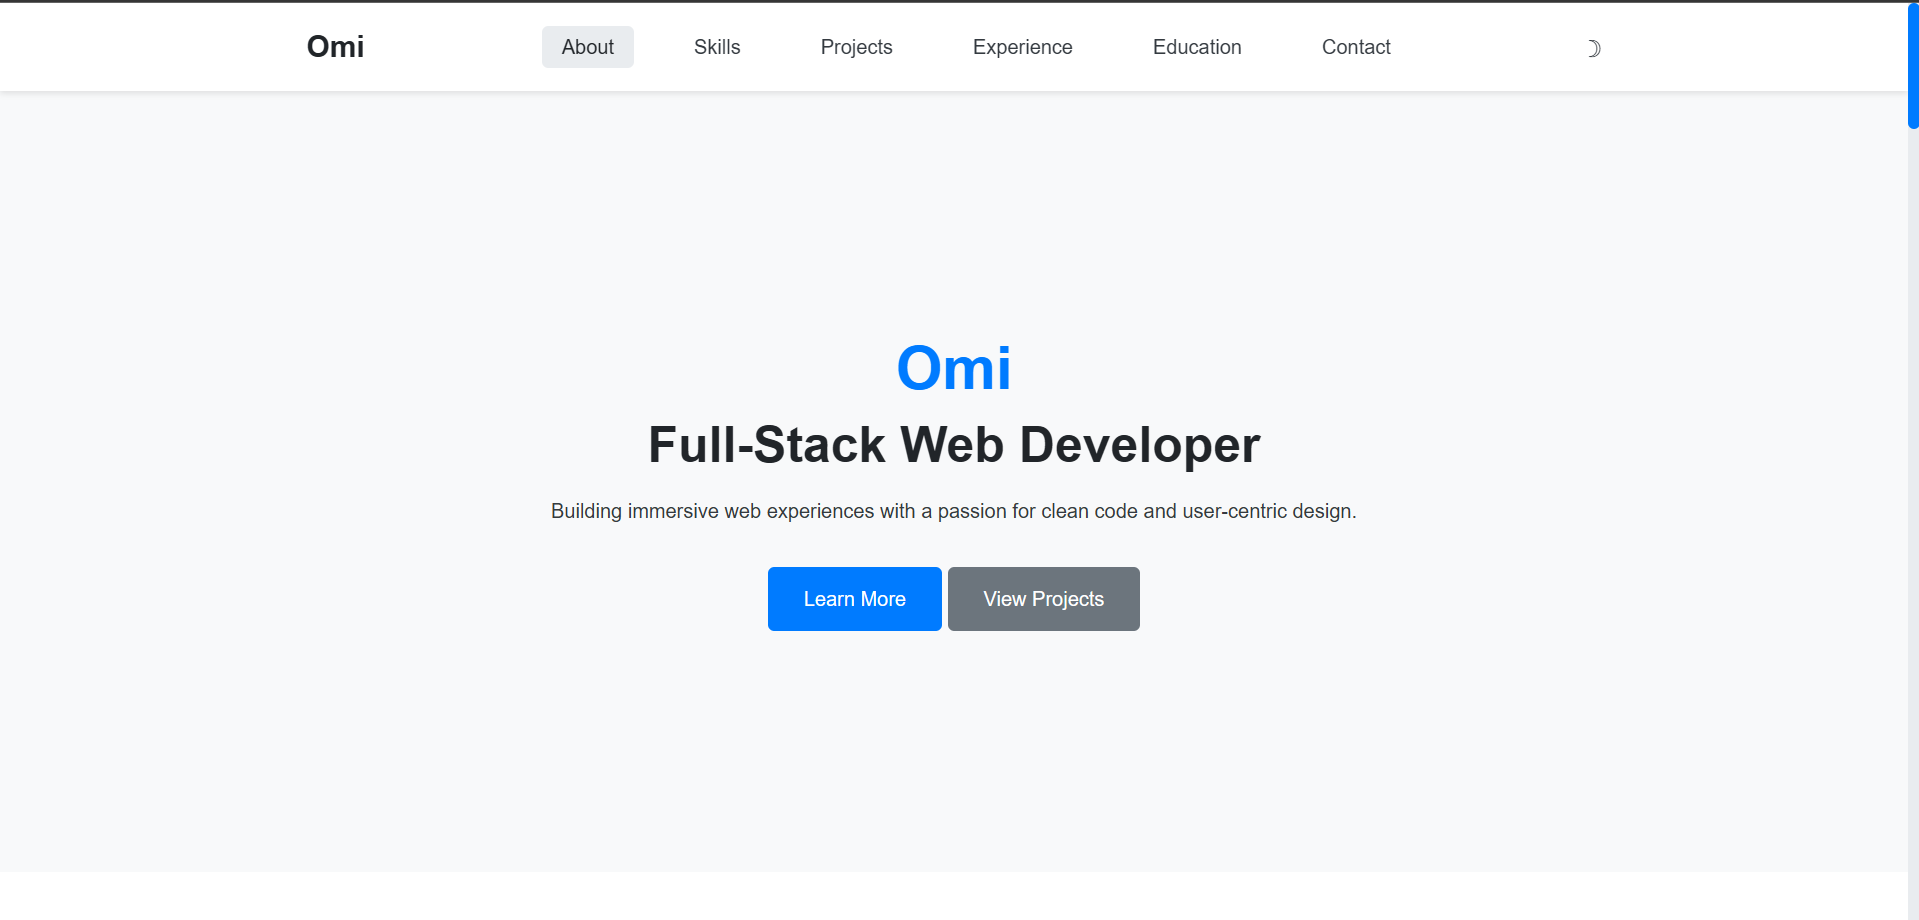 Omi About Skills Projects Experience Education Contact
Omi
Full-Stack Web Developer
Building immersive web experiences with a passion for clean code and user-centric design.
Learn More View Projects